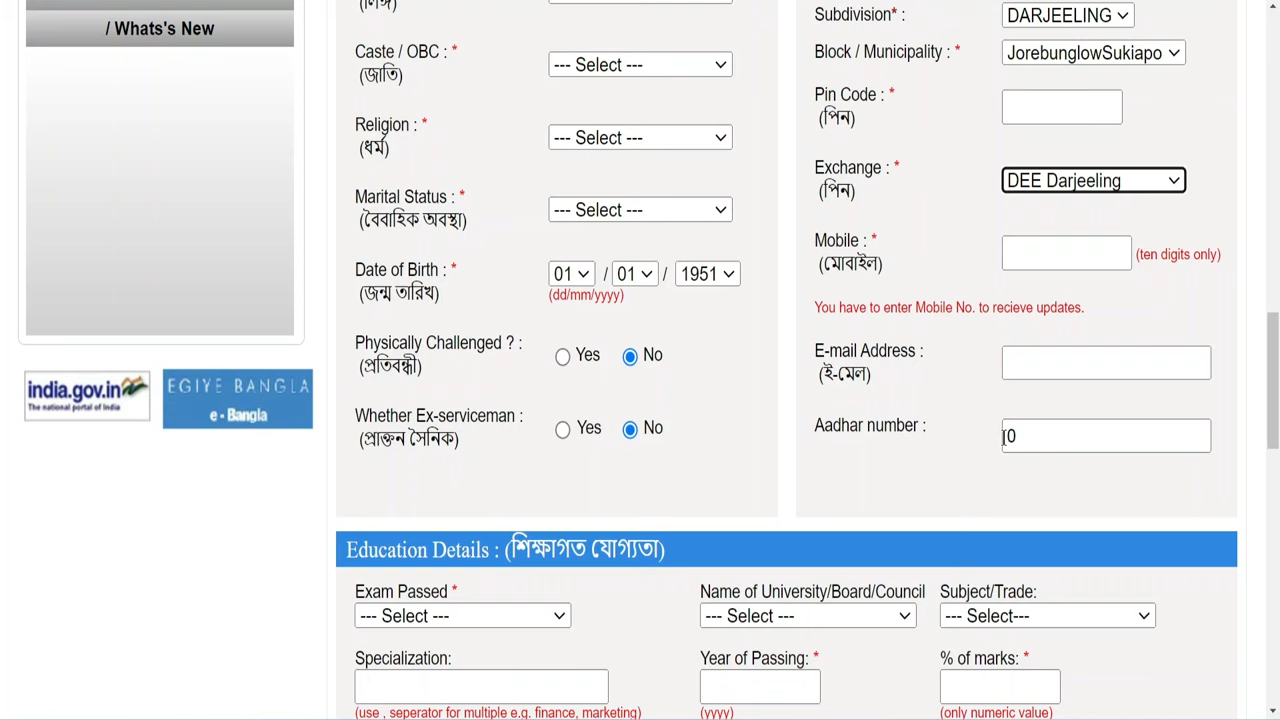 / Whats's New
(লিঙ্গ)
Caste / OBC : *
(জাতি)
--- Select ---
Religion : *
(ধর্ম)
--- Select ---
Marital Status : *
(বৈবাহিক অবস্থা)
--- Select ---
Date of Birth : *
(জন্ম তারিখ)
01 / 01 / 1951
(dd/mm/yyyy)
Physically Challenged ? :
(প্রতিবন্ধী)
Yes No
Whether Ex-serviceman :
(প্রাক্তন সৈনিক)
Yes No
Subdivision* :
DARJEELING
Block / Municipality : *
JorebunglowSukiapo
Pin Code : *
(পিন)
Exchange : *
(পিন)
DEE Darjeeling
Mobile : *
(মোবাইল)
(ten digits only)
You have to enter Mobile No. to recieve updates.
E-mail Address :
(ই-মেল)
Aadhar number :
0
india.gov.in
The national portal of India
EGIYE BANGLA
e - Bangla
Education Details : (শিক্ষাগত যোগ্যতা)
Exam Passed *
--- Select ---
Name of University/Board/Council
--- Select ---
Subject/Trade:
--- Select---
Specialization:
(use , seperator for multiple e.g. finance, marketing)
Year of Passing: *
(yyyy)
% of marks: *
(only numeric value)